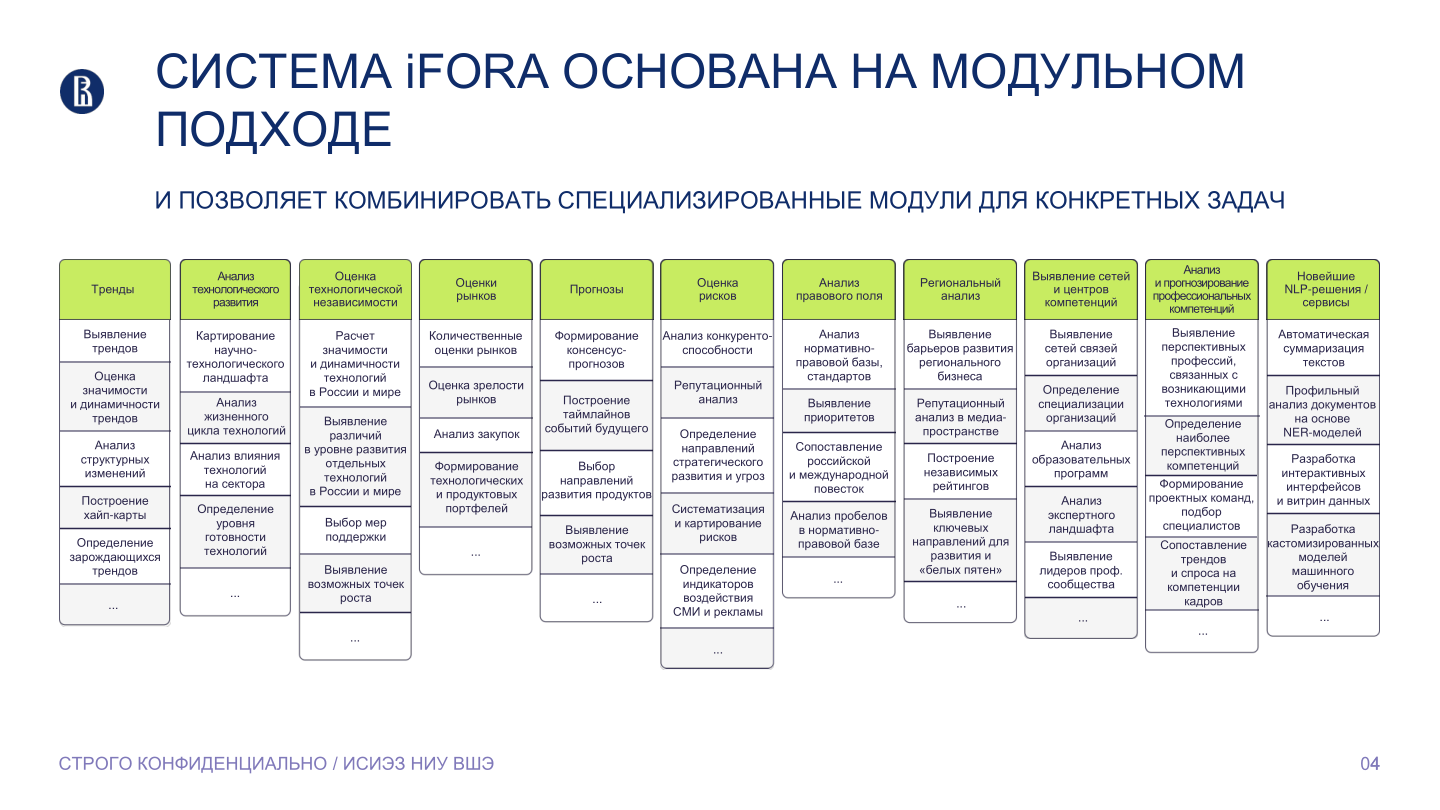 СИСТЕМА iFORA ОСНОВАНА НА МОДУЛЬНОМ
ПОДХОДЕ
И ПОЗВОЛЯЕТ КОМБИНИРОВАТЬ СПЕЦИАЛИЗИРОВАННЫЕ МОДУЛИ ДЛЯ КОНКРЕТНЫХ ЗАДАЧ
Тренды
Выявление
трендов
Оценка
значимости
и динамичности
трендов
Анализ
структурных
изменений
Построение
хайп-карты
Определение
зарождающихся
трендов
...
Анализ
технологического
развития
Картирование
научно-
технологического
ландшафта
Анализ
жизненного
цикла технологий
Анализ влияния
технологий
на сектора
Определение
уровня
готовности
технологий
...
Оценка
технологической
независимости
Расчет
значимости
и динамичности
технологий
в России и мире
Выявление
различий
в уровне развития
отдельных
технологий
в России и мире
Выбор мер
поддержки
Выявление
возможных точек
роста
...
Оценки
рынков
Количественные
оценки рынков
Оценка зрелости
рынков
Анализ закупок
Формирование
технологических
и продуктовых
портфелей
...
Прогнозы
Формирование
консенсус-
прогнозов
Построение
таймлайнов
событий будущего
Выбор
направлений
развития продуктов
Выявление
возможных точек
роста
...
Оценка
рисков
Анализ конкуренто-
способности
Репутационный
анализ
Определение
направлений
стратегического
развития и угроз
Систематизация
и картирование
рисков
Определение
индикаторов
воздействия
СМИ и рекламы
...
Анализ
правового поля
Анализ
нормативно-
правовой базы,
стандартов
Выявление
приоритетов
Сопоставление
российской
и международной
повесток
Анализ пробелов
в нормативно-
правовой базе
...
Региональный
анализ
Выявление
барьеров развития
регионального
бизнеса
Репутационный
анализ в медиа-
пространстве
Построение
независимых
рейтингов
Выявление
ключевых
направлений для
развития и
«белых пятен»
...
Выявление сетей
и центров
компетенций
Выявление
сетей связей
организаций
Определение
специализации
организаций
Анализ
образовательных
программ
Анализ
экспертного
ландшафта
Выявление
лидеров проф.
сообщества
...
Анализ
и прогнозирование
профессиональных
компетенций
Выявление
перспективных
профессий,
связанных с
возникающими
технологиями
Определение
наиболее
перспективных
компетенций
Формирование
проектных команд,
подбор
специалистов
Сопоставление
трендов
и спроса на
компетенции
кадров
...
Новейшие
NLP-решения /
сервисы
Автоматическая
суммаризация
текстов
Профильный
анализ документов
на основе
NER-моделей
Разработка
интерактивных
интерфейсов
и витрин данных
Разработка
кастомизированных
моделей
машинного
обучения
...
СТРОГО КОНФИДЕНЦИАЛЬНО / ИСИЭЗ НИУ ВШЭ
04